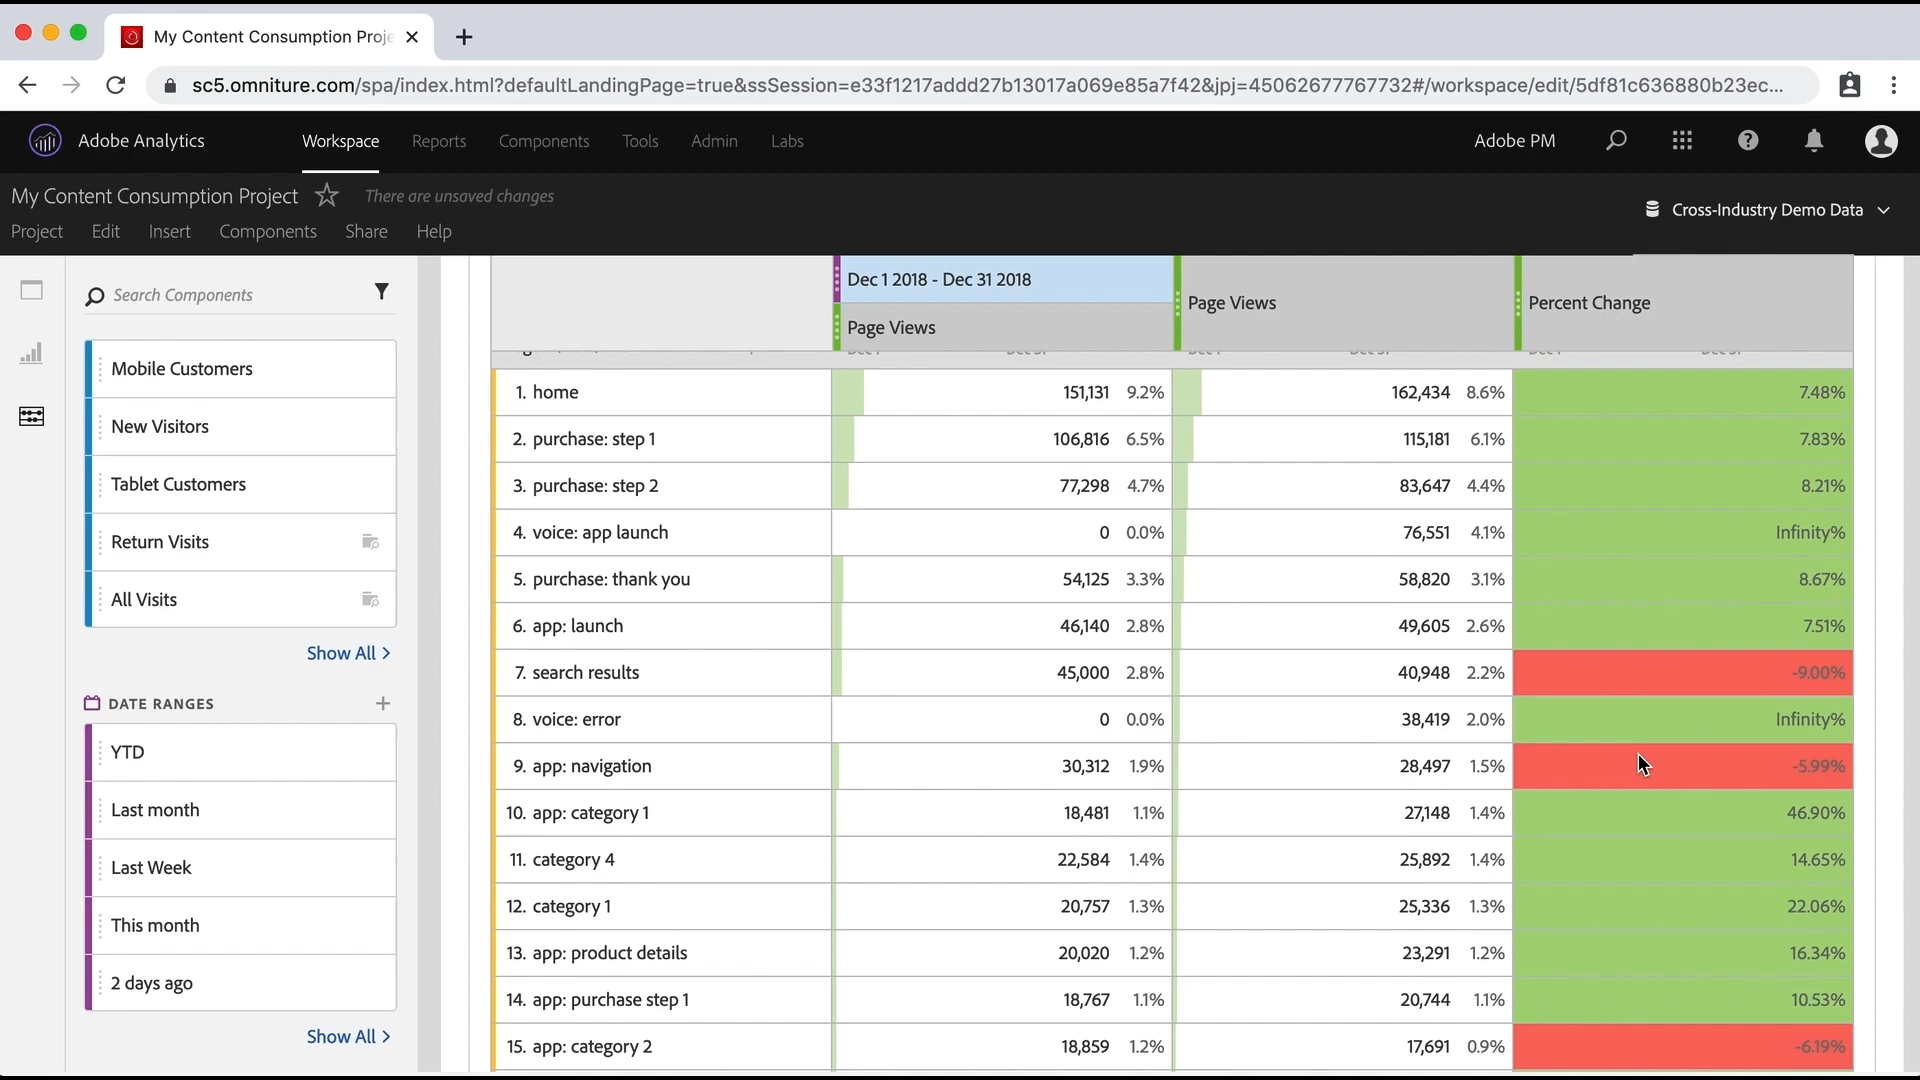 My Content Consumption Proje
sc5.omniture.com/spa/index.html?defaultLandingPage=true&ssSession=e33f1217addd27b13017a069e85a7f42&jpj=45062677767732#/workspace/edit/5df81c636880b23ec...
Adobe Analytics Workspace Reports Components Tools Admin Labs Adobe PM
My Content Consumption Project There are unsaved changes
Cross-Industry Demo Data
Project Edit Insert Components Share Help
Search Components
Mobile Customers
New Visitors
Tablet Customers
Return Visits
All Visits
Show All >
DATE RANGES +
YTD
Last month
Last Week
This month
2 days ago
Show All >
Dec 1 2018 - Dec 31 2018
Page Views
Page Views
Percent Change
1. home 151,131 9.2% 162,434 8.6% 7.48%
2. purchase: step 1 106,816 6.5% 115,181 6.1% 7.83%
3. purchase: step 2 77,298 4.7% 83,647 4.4% 8.21%
4. voice: app launch 0 0.0% 76,551 4.1% Infinity%
5. purchase: thank you 54,125 3.3% 58,820 3.1% 8.67%
6. app: launch 46,140 2.8% 49,605 2.6% 7.51%
7. search results 45,000 2.8% 40,948 2.2% -9.00%
8. voice: error 0 0.0% 38,419 2.0% Infinity%
9. app: navigation 30,312 1.9% 28,497 1.5% -5.99%
10. app: category 1 18,481 1.1% 27,148 1.4% 46.90%
11. category 4 22,584 1.4% 25,892 1.4% 14.65%
12. category 1 20,757 1.3% 25,336 1.3% 22.06%
13. app: product details 20,020 1.2% 23,291 1.2% 16.34%
14. app: purchase step 1 18,767 1.1% 20,744 1.1% 10.53%
15. app: category 2 18,859 1.2% 17,691 0.9% -6.19%